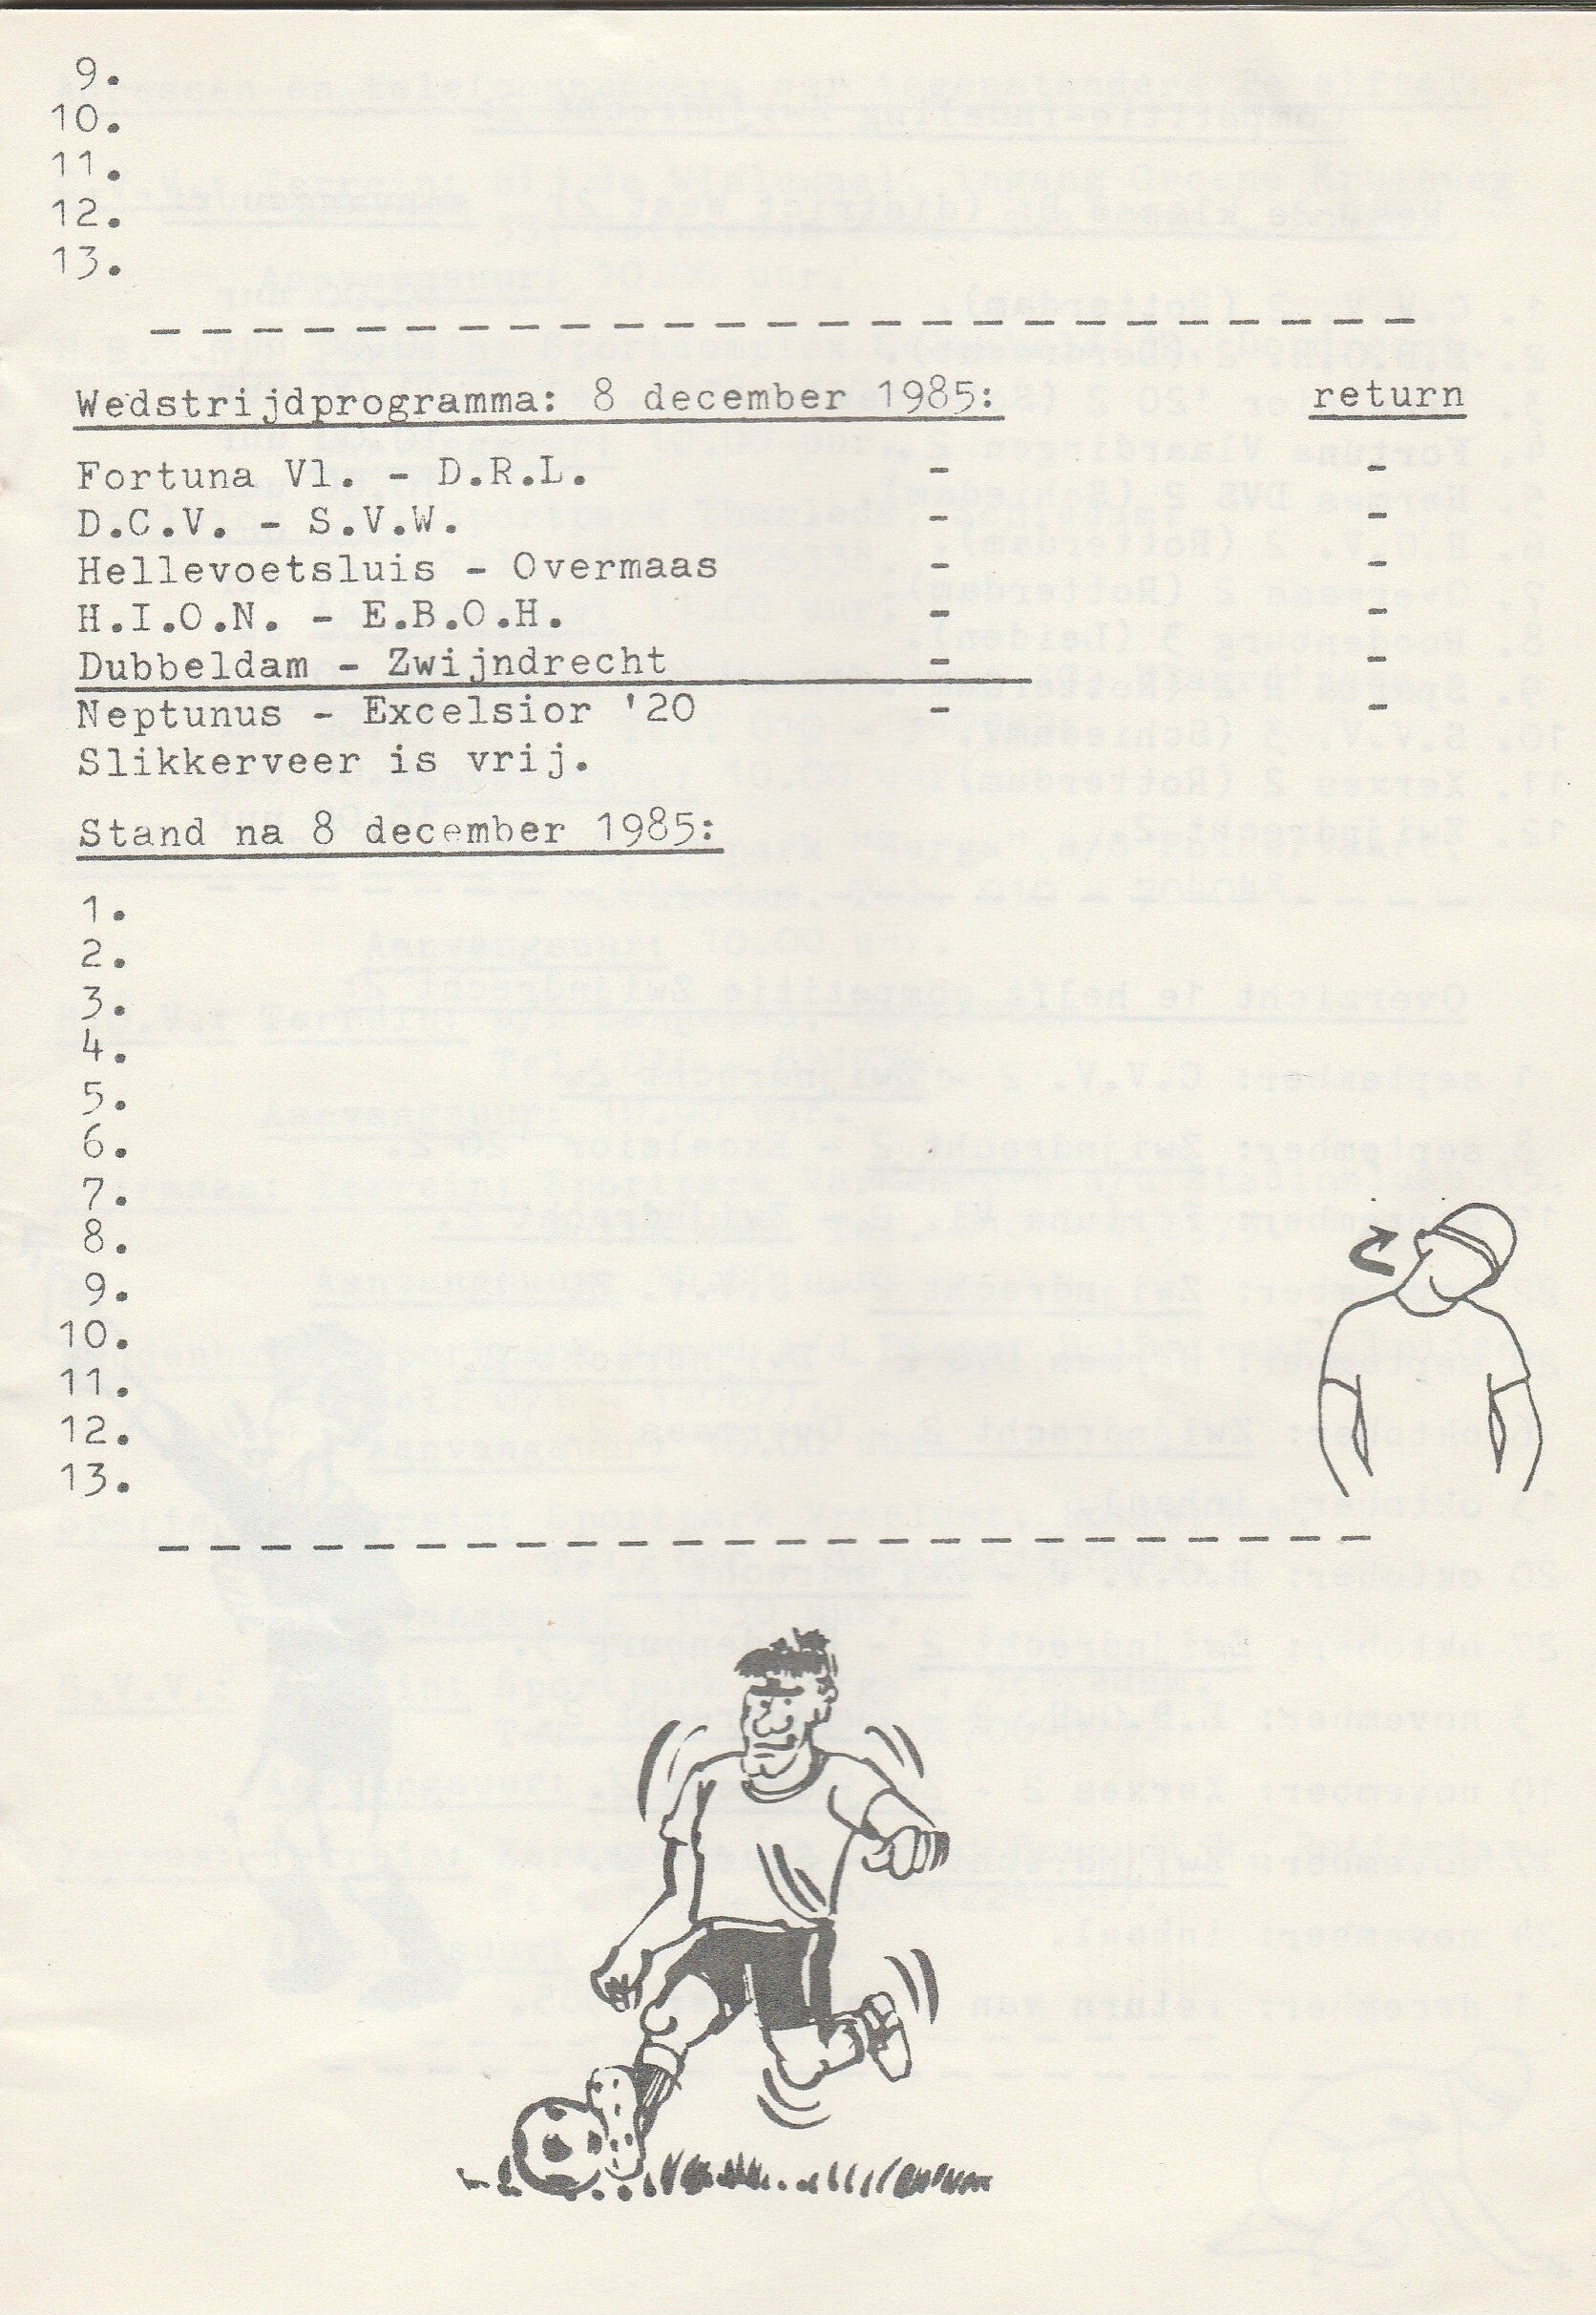 9.
10.
11.
12.
13.
Wedstrijdprogramma: 8 december 1985: return
Fortuna Vl. - D.R.L. - -
D.C.V. - S.V.W. - -
Hellevoetsluis - Overmaas - -
H.I.O.N. - E.B.O.H. - -
Dubbeldam - Zwijndrecht - -
Neptunus - Excelsior '20 - -
Slikkerveer is vrij.
Stand na 8 december 1985:
1.
2.
3.
4.
5.
6.
7.
8.
9.
10.
11.
12.
13.